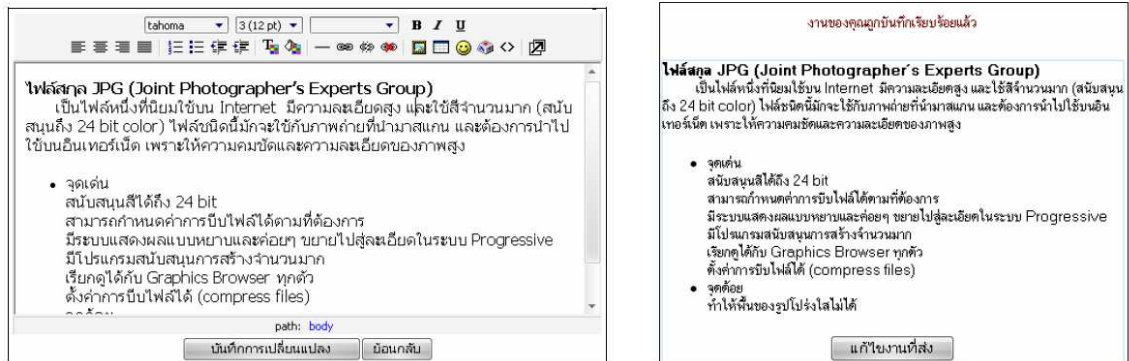 tahoma 3 (12 pt) B I U
ไฟล์สกุล JPG (Joint Photographer's Experts Group)
เป็นไฟล์หนึ่งที่นิยมใช้บน Internet มีความละเอียดสูง และใช้สีจำนวนมาก (สนับ
สนุนถึง 24 bit color) ไฟล์ชนิดนี้มักจะใช้กับภาพถ่ายที่นำมาสแกน และต้องการนำไป
ใช้บนอินเทอร์เน็ต เพราะให้ความคมชัดและความละเอียดของภาพสูง
• จุดเด่น
สนับสนุนสีได้ถึง 24 bit
สามารถกำหนดค่าการบีบไฟล์ได้ตามที่ต้องการ
มีระบบแสดงผลแบบหยาบและค่อยๆ ขยายไปสู่ละเอียดในระบบ Progressive
มีโปรแกรมสนับสนุนการสร้างจำนวนมาก
เรียกดูได้กับ Graphics Browser ทุกตัว
ตั้งค่าการบีบไฟล์ได้ (compress files)
path: body
บันทึกการเปลี่ยนแปลง ย้อนกลับ
งานของคุณถูกบันทึกเรียบร้อยแล้ว
ไฟล์สกุล JPG (Joint Photographer's Experts Group)
เป็นไฟล์หนึ่งที่นิยมใช้บน Internet มีความละเอียดสูง และใช้สีจำนวนมาก (สนับสนุน
ถึง 24 bit color) ไฟล์ชนิดนี้มักจะใช้กับภาพถ่ายที่นำมาสแกน และต้องการนำไปใช้บนอิน
เทอร์เน็ต เพราะให้ความคมชัดและความละเอียดของภาพสูง
• จุดเด่น
สนับสนุนสีได้ถึง 24 bit
สามารถกำหนดค่าการบีบไฟล์ได้ตามที่ต้องการ
มีระบบแสดงผลแบบหยาบและค่อยๆ ขยายไปสู่ละเอียดในระบบ Progressive
มีโปรแกรมสนับสนุนการสร้างจำนวนมาก
เรียกดูได้กับ Graphics Browser ทุกตัว
ตั้งค่าการบีบไฟล์ได้ (compress files)
• จุดด้อย
ทำให้พื้นของรูปโปร่งใสไม่ได้
แก้ไขงานที่ส่ง